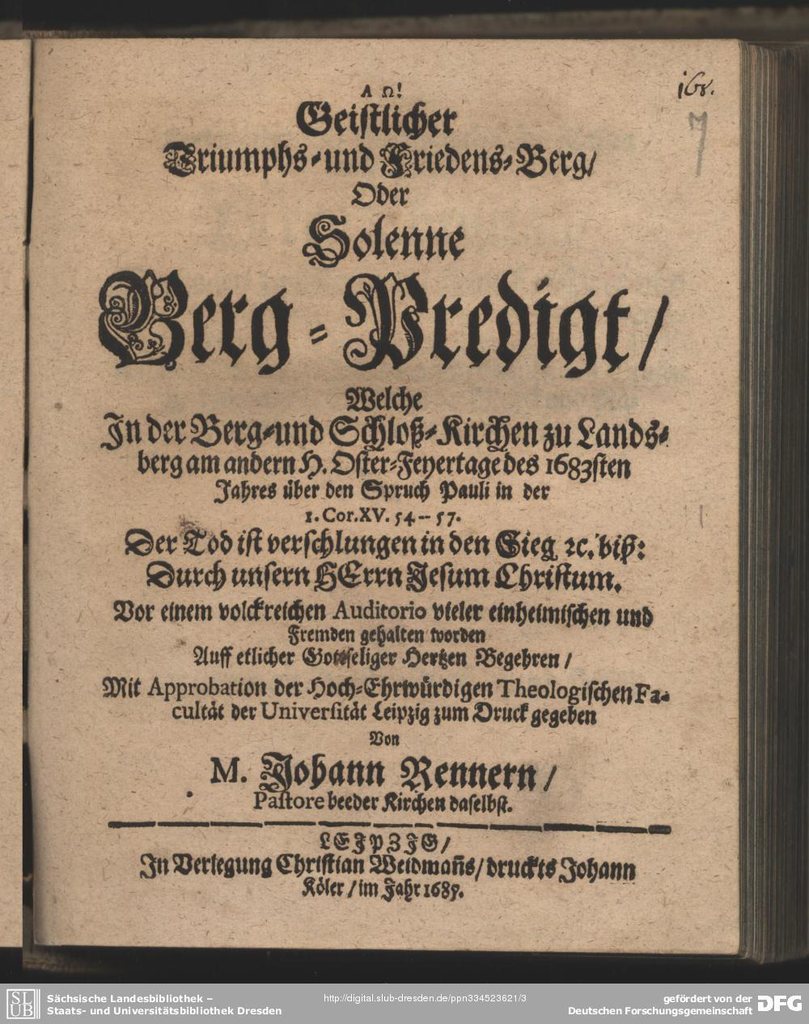 Α Ω!
168.
7
Geistlicher
Triumphs-und Friedens-Berg/
Oder
Solenne
Berg-Predigt/
Welche
In der Berg-und Schloß-Kirchen zu Lands-
berg am andern H. Oster-Feyertage des 1683sten
Jahres über den Spruch Pauli in der
1. Cor. XV. 54--57.
Der Tod ist verschlungen in den Sieg ꝛc. biß:
Durch unsern HErrn Jesum Christum.
Vor einem volckreichen Auditorio vieler einheimischen und
Fremden gehalten worden
Auff etlicher Gottseliger Hertzen Begehren/
Mit Approbation der Hoch-Ehrwürdigen Theologischen Fa-
cultät der Universität Leipzig zum Druck gegeben
Von
M. Johann Rennern/
Pastore beeder Kirchen daselbst.
LEIPZIG/
In Verlegung Christian Weidmañs/druckts Johann
Köler/im Jahr 1685.
SLUB
Sächsische Landesbibliothek –
Staats- und Universitätsbibliothek Dresden
http://digital.slub-dresden.de/ppn334523621/3
gefördert von der
Deutschen Forschungsgemeinschaft
DFG